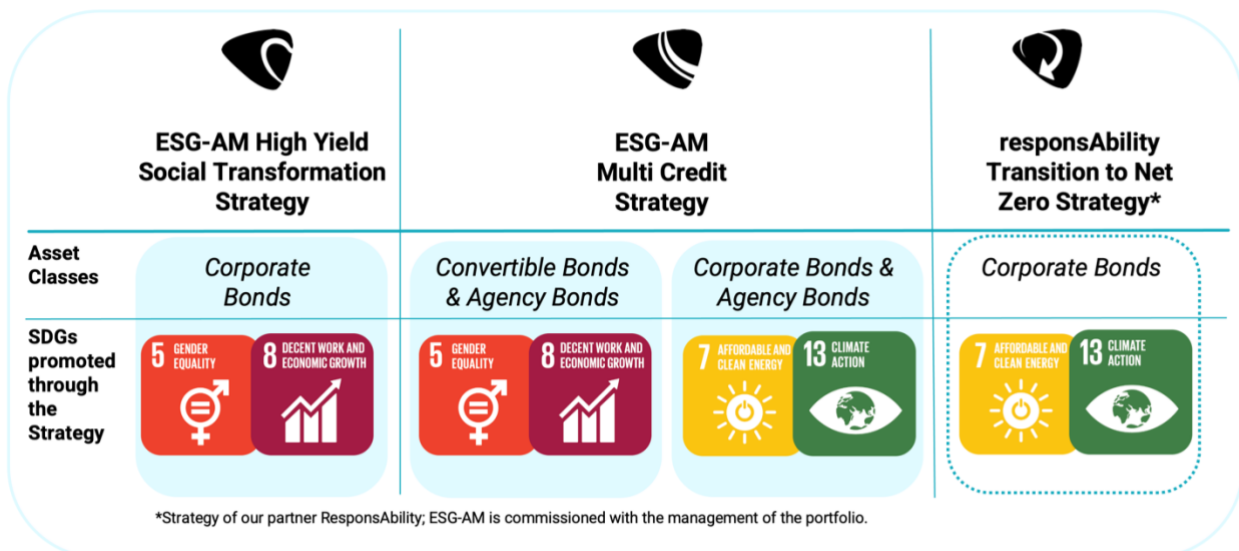 ESG-AM High Yield
Social Transformation
Strategy
ESG-AM
Multi Credit
Strategy
responsAbility
Transition to Net
Zero Strategy*
Asset
Classes
Corporate
Bonds
Convertible Bonds
& Agency Bonds
Corporate Bonds &
Agency Bonds
Corporate Bonds
SDGs
promoted
through
the
Strategy
5 GENDER
EQUALITY
8 DECENT WORK AND
ECONOMIC GROWTH
5 GENDER
EQUALITY
8 DECENT WORK AND
ECONOMIC GROWTH
7 AFFORDABLE AND
CLEAN ENERGY
13 CLIMATE
ACTION
7 AFFORDABLE AND
CLEAN ENERGY
13 CLIMATE
ACTION
*Strategy of our partner ResponsAbility; ESG-AM is commissioned with the management of the portfolio.